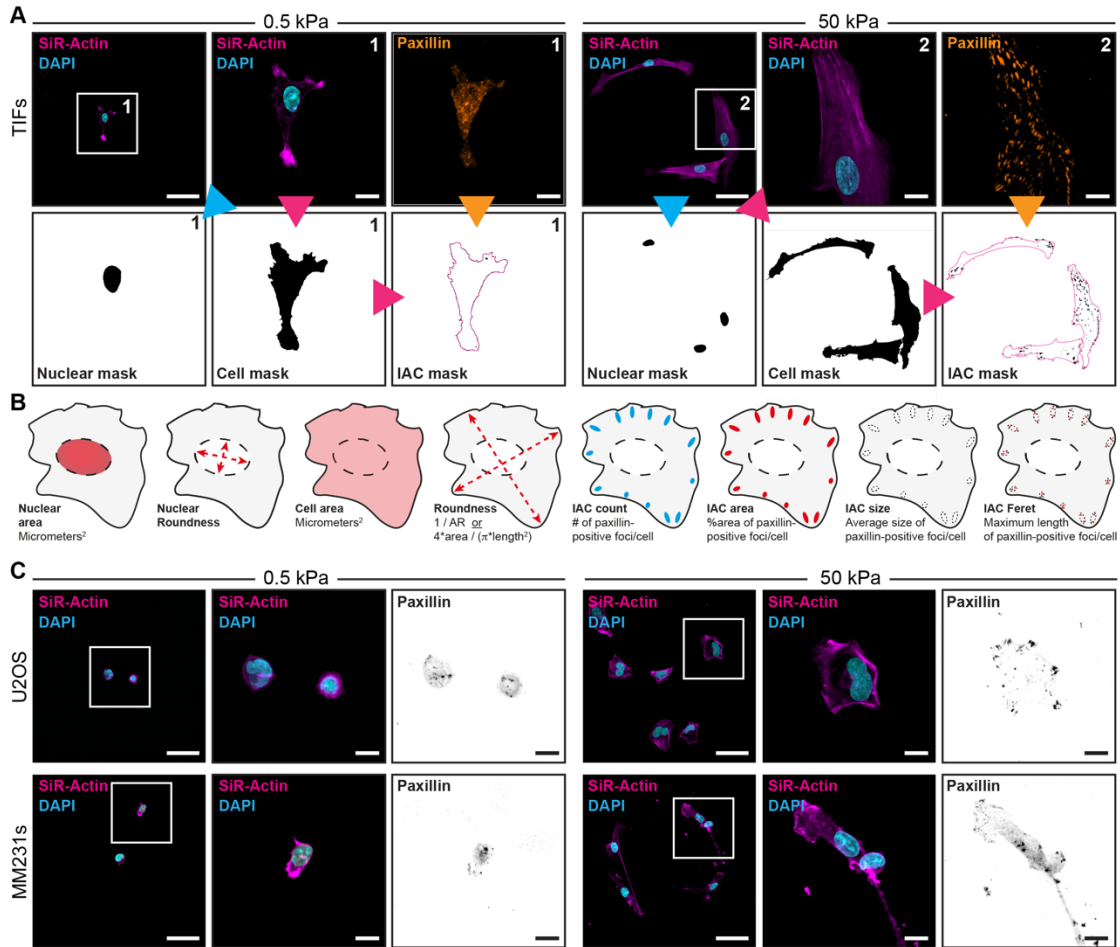 A
0.5 kPa
50 kPa
TIFs
SiR-Actin
DAPI
1
SiR-Actin
DAPI
1
Paxillin
1
SiR-Actin
DAPI
2
SiR-Actin
2
Paxillin
2
1
Nuclear mask
1
Cell mask
1
IAC mask
Nuclear mask
Cell mask
IAC mask
B
Nuclear
area
Micrometers²
Nuclear
Roundness
Cell area
Micrometers²
Roundness
1 / AR or
4*area / (π*length²)
IAC count
# of paxillin-
positive foci/cell
IAC area
%area of paxillin-
positive foci/cell
IAC size
Average size of
paxillin-positive foci/cell
IAC Feret
Maximum length
of paxillin-positive foci/cell
C
0.5 kPa
50 kPa
U2OS
SiR-Actin
DAPI
SiR-Actin
DAPI
Paxillin
SiR-Actin
DAPI
SiR-Actin
DAPI
Paxillin
MM231s
SiR-Actin
DAPI
SiR-Actin
DAPI
Paxillin
SiR-Actin
DAPI
SiR-Actin
DAPI
Paxillin